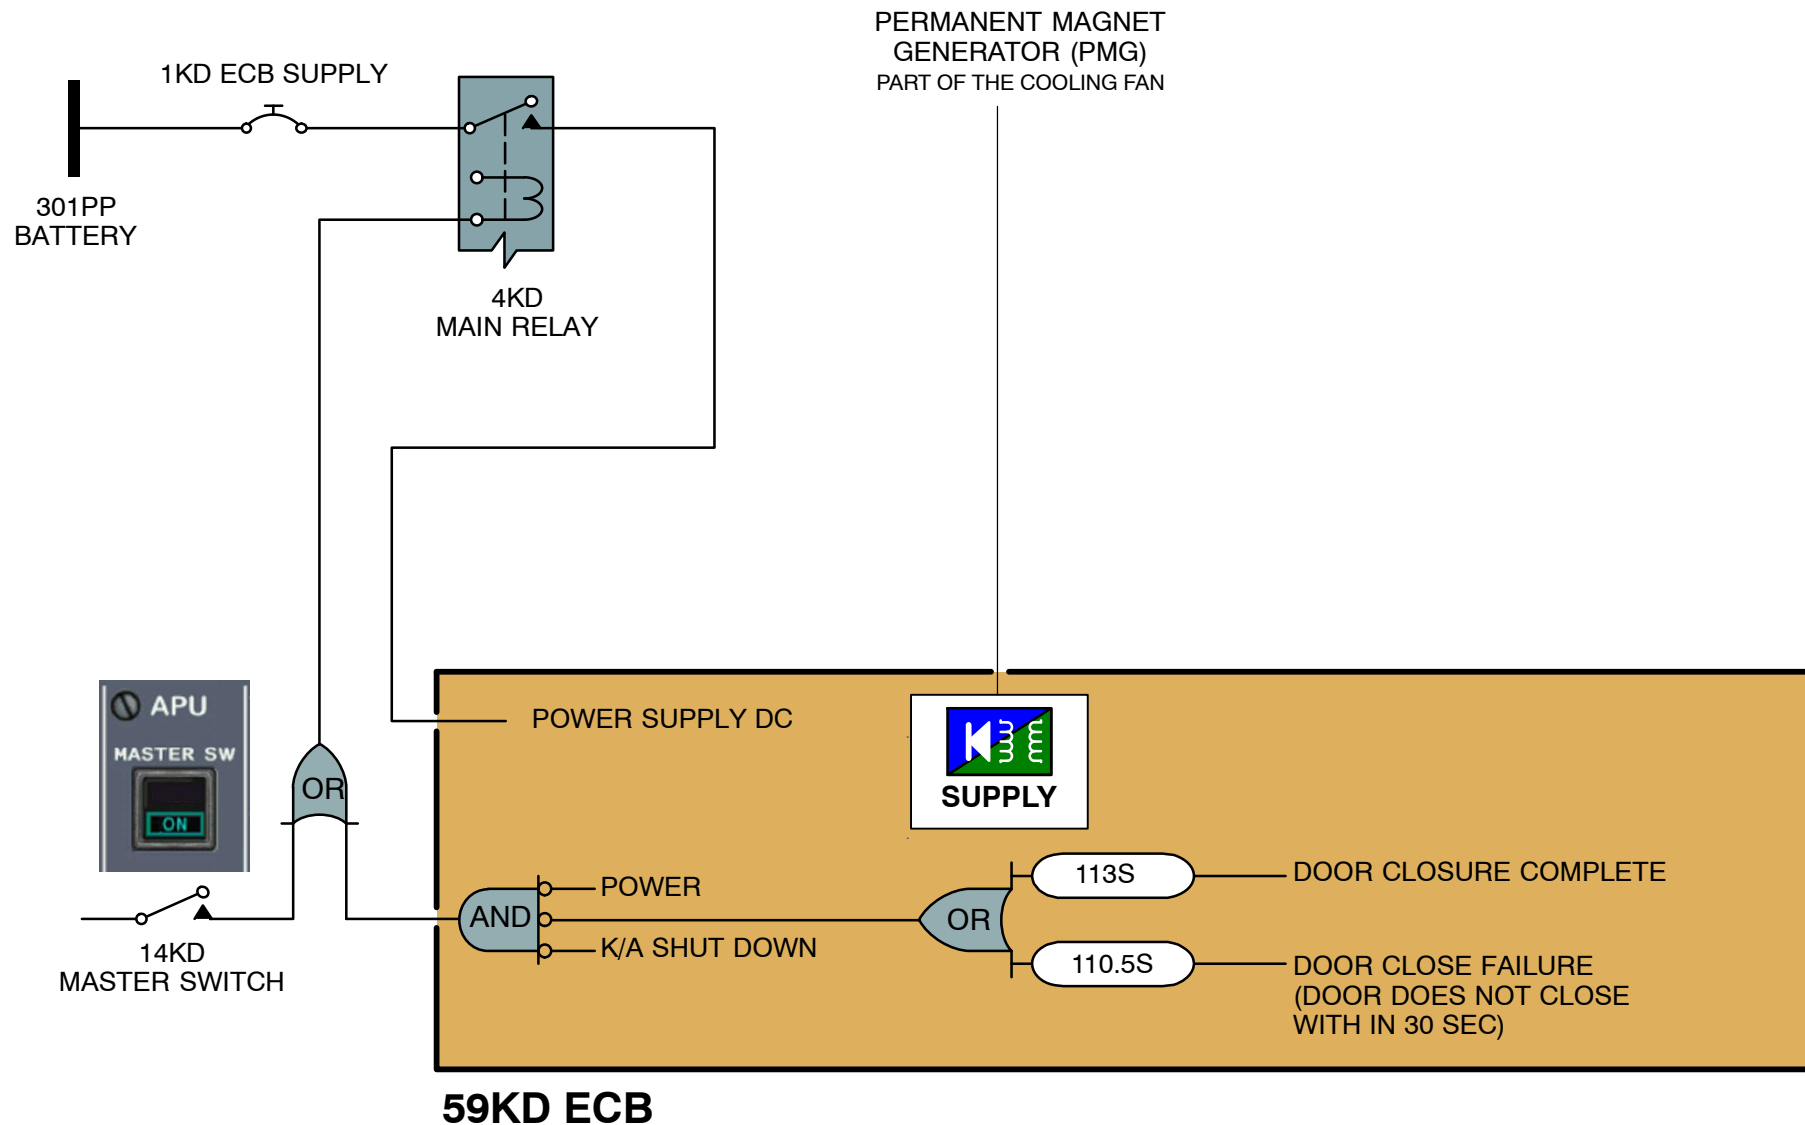 PERMANENT MAGNET
GENERATOR (PMG)
PART OF THE COOLING FAN
1KD ECB SUPPLY
301PP
BATTERY
4KD
MAIN RELAY
APU
MASTER SW
ON
OR
14KD
MASTER SWITCH
POWER SUPPLY DC
SUPPLY
AND
POWER
K/A SHUT DOWN
OR
113S
DOOR CLOSURE COMPLETE
110.5S
DOOR CLOSE FAILURE
(DOOR DOES NOT CLOSE
WITH IN 30 SEC)
59KD ECB